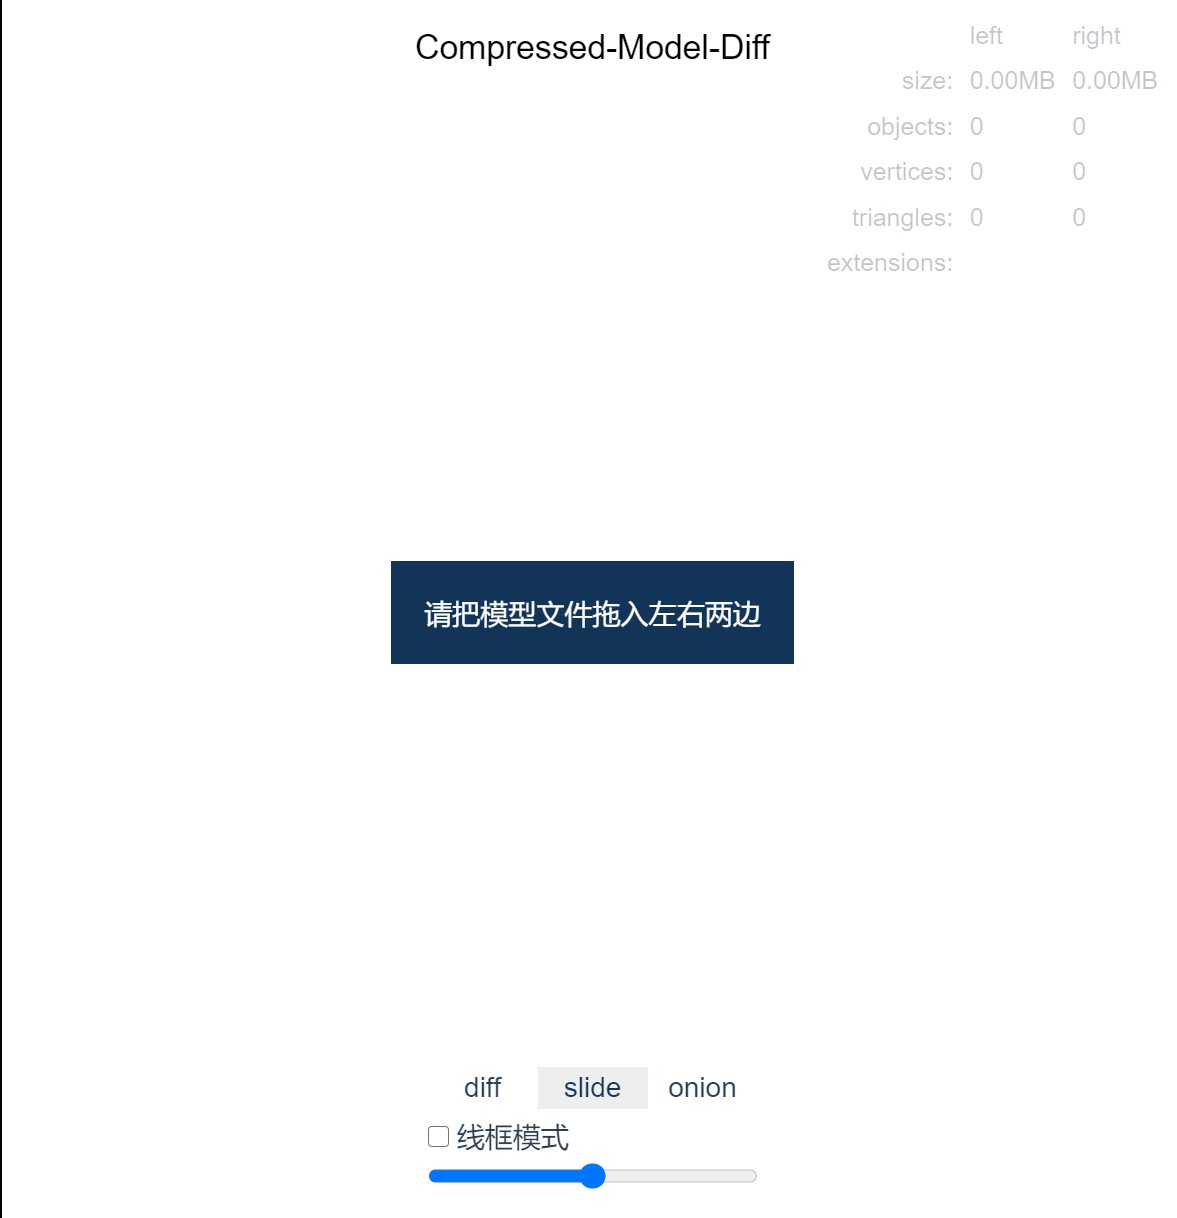 Compressed-Model-Diff
left right
size: 0.00MB 0.00MB
objects: 0 0
vertices: 0 0
triangles: 0 0
extensions:
请把模型文件拖入左右两边
diff slide onion
线框模式